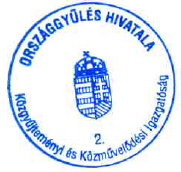 ORSZÁGGYŰLÉS HIVATALA
2.
Közgyűjteményi és Közművelődési Igazgatóság